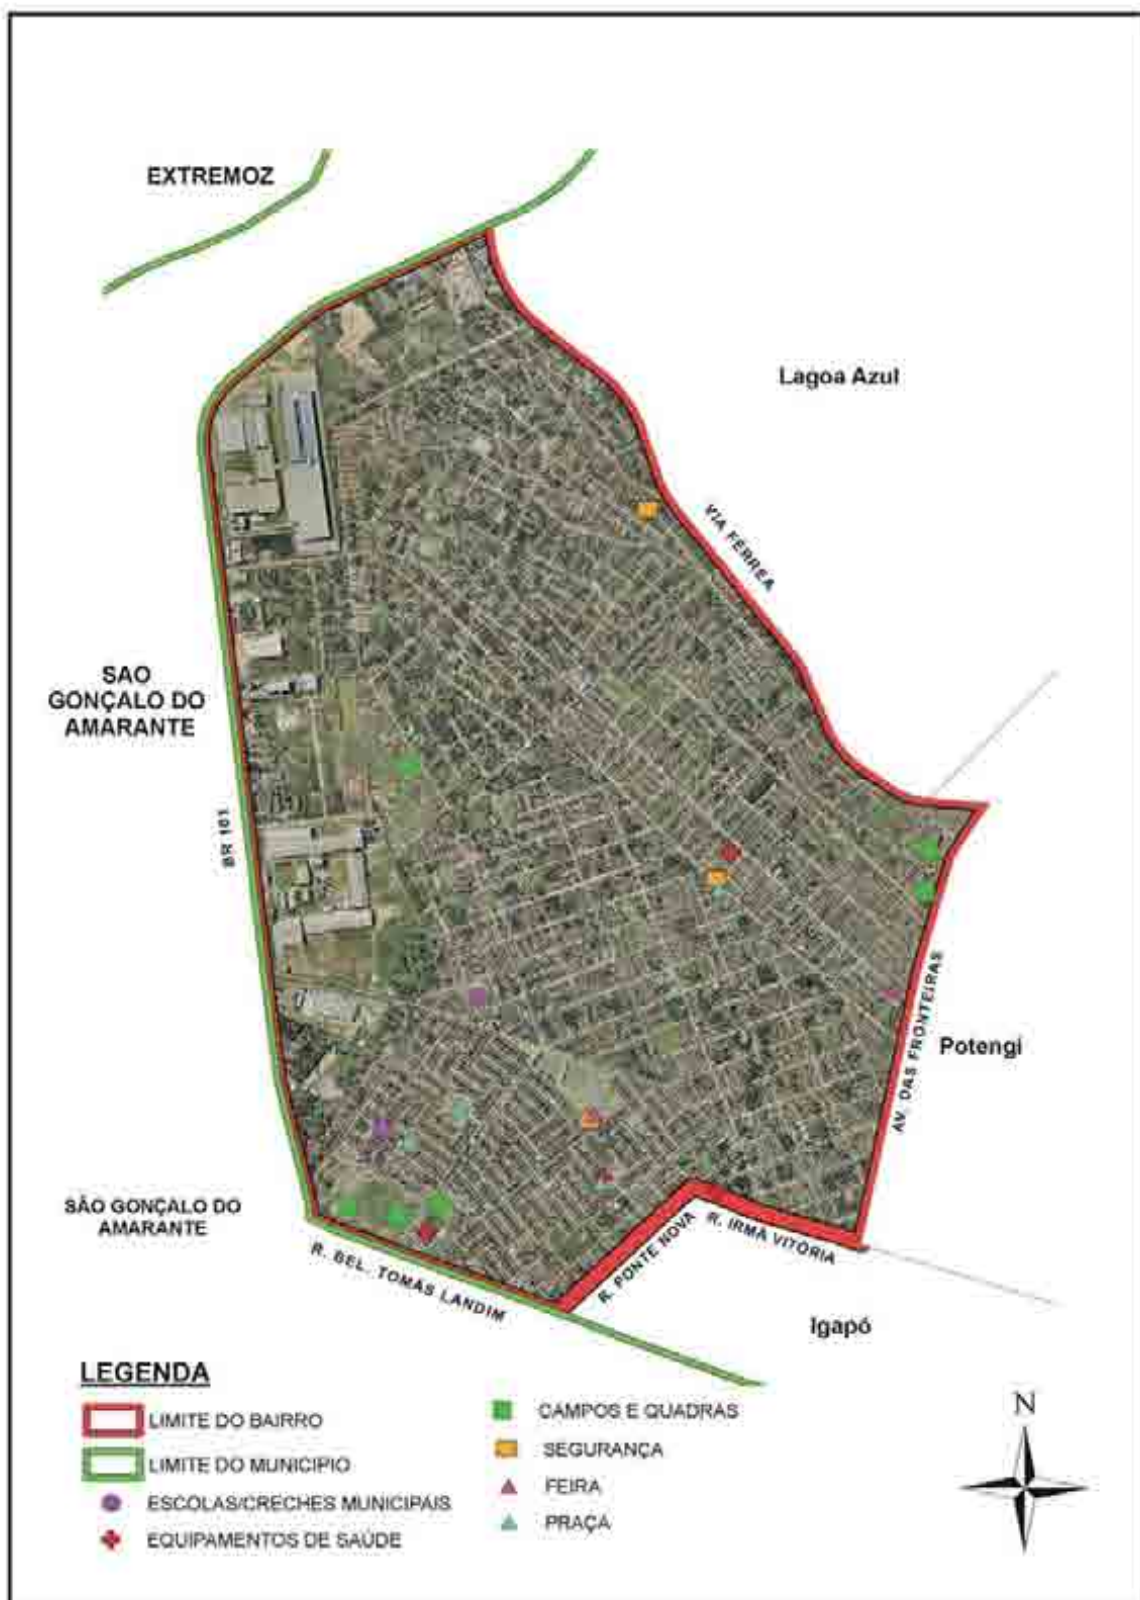 EXTREMOZ
Lagoa Azul
VIA FERREA
SAO
GONÇALO DO
AMARANTE
BR 101
AV. DAS FRONTEIRAS
Potengi
SÃO GONÇALO DO
AMARANTE
R. BEL. TOMAS LANDIM
R. PONTE NOVA
R. IRMÃ VITÓRIA
Igapó
LEGENDA
LIMITE DO BAIRRO
LIMITE DO MUNICIPIO
ESCOLAS/CRECHES MUNICIPAIS
EQUIPAMENTOS DE SAÚDE
CAMPOS E QUADRAS
SEGURANÇA
FEIRA
PRAÇA
N